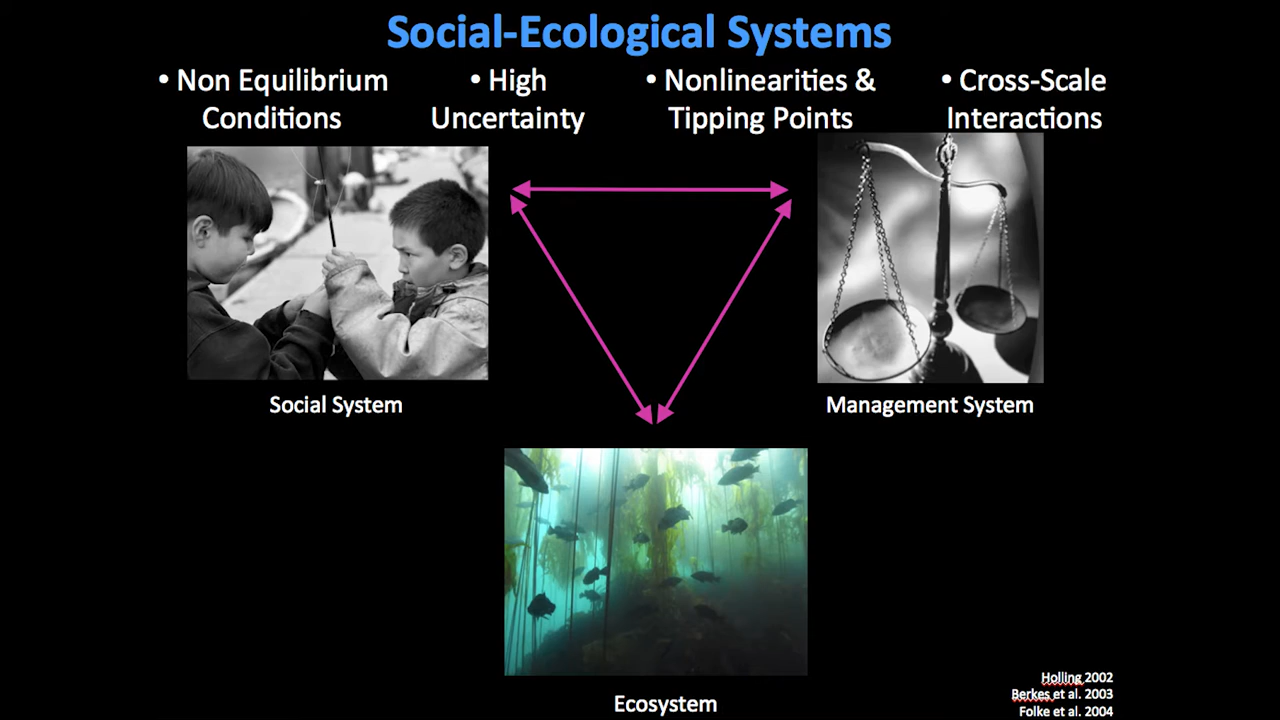 Social-Ecological Systems
• Non Equilibrium Conditions
• High Uncertainty
• Nonlinearities & Tipping Points
• Cross-Scale Interactions
Social System
Management System
Ecosystem
Holling 2002
Berkes et al. 2003
Folke et al. 2004